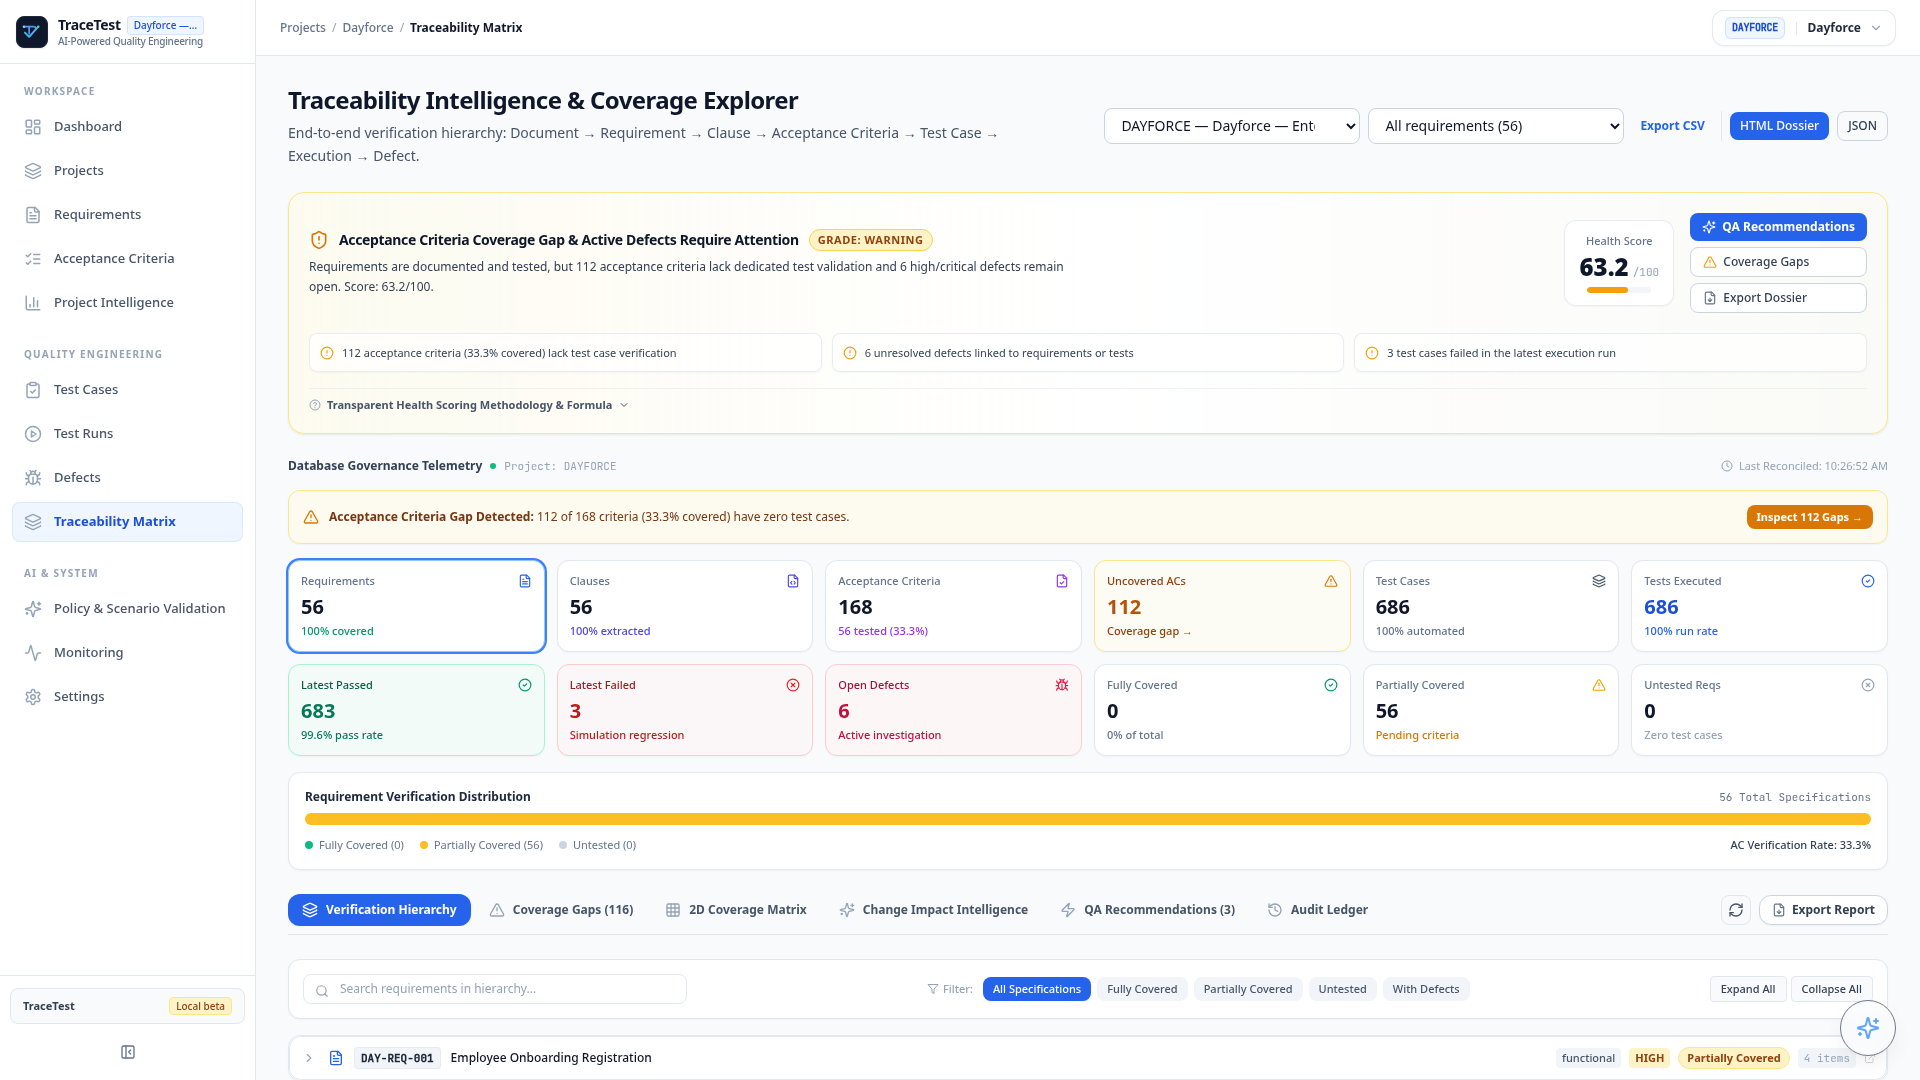 TraceTest Dayforce —...
AI-Powered Quality Engineering
WORKSPACE
Dashboard
Projects
Requirements
Acceptance Criteria
Project Intelligence
QUALITY ENGINEERING
Test Cases
Test Runs
Defects
Traceability Matrix
AI & SYSTEM
Policy & Scenario Validation
Monitoring
Settings
TraceTest Local beta
Projects / Dayforce / Traceability Matrix
DAYFORCE Dayforce
Traceability Intelligence & Coverage Explorer
End-to-end verification hierarchy: Document → Requirement → Clause → Acceptance Criteria → Test Case →
Execution → Defect.
DAYFORCE — Dayforce — Ent All requirements (56) Export CSV HTML Dossier JSON
Acceptance Criteria Coverage Gap & Active Defects Require Attention GRADE: WARNING
Requirements are documented and tested, but 112 acceptance criteria lack dedicated test validation and 6 high/critical defects remain
open. Score: 63.2/100.
Health Score
63.2 /100
QA Recommendations
Coverage Gaps
Export Dossier
112 acceptance criteria (33.3% covered) lack test case verification
6 unresolved defects linked to requirements or tests
3 test cases failed in the latest execution run
Transparent Health Scoring Methodology & Formula
Database Governance Telemetry Project: DAYFORCE Last Reconciled: 10:26:52 AM
Acceptance Criteria Gap Detected: 112 of 168 criteria (33.3% covered) have zero test cases. Inspect 112 Gaps →
Requirements
56
100% covered
Clauses
56
100% extracted
Acceptance Criteria
168
56 tested (33.3%)
Uncovered ACs
112
Coverage gap →
Test Cases
686
100% automated
Tests Executed
686
100% run rate
Latest Passed
683
99.6% pass rate
Latest Failed
3
Simulation regression
Open Defects
6
Active investigation
Fully Covered
0
0% of total
Partially Covered
56
Pending criteria
Untested Reqs
0
Zero test cases
Requirement Verification Distribution 56 Total Specifications
Fully Covered (0) Partially Covered (56) Untested (0) AC Verification Rate: 33.3%
Verification Hierarchy Coverage Gaps (116) 2D Coverage Matrix Change Impact Intelligence QA Recommendations (3) Audit Ledger Export Report
Search requirements in hierarchy... Filter: All Specifications Fully Covered Partially Covered Untested With Defects Expand All Collapse All
DAY-REQ-001 Employee Onboarding Registration functional HIGH Partially Covered 4 items